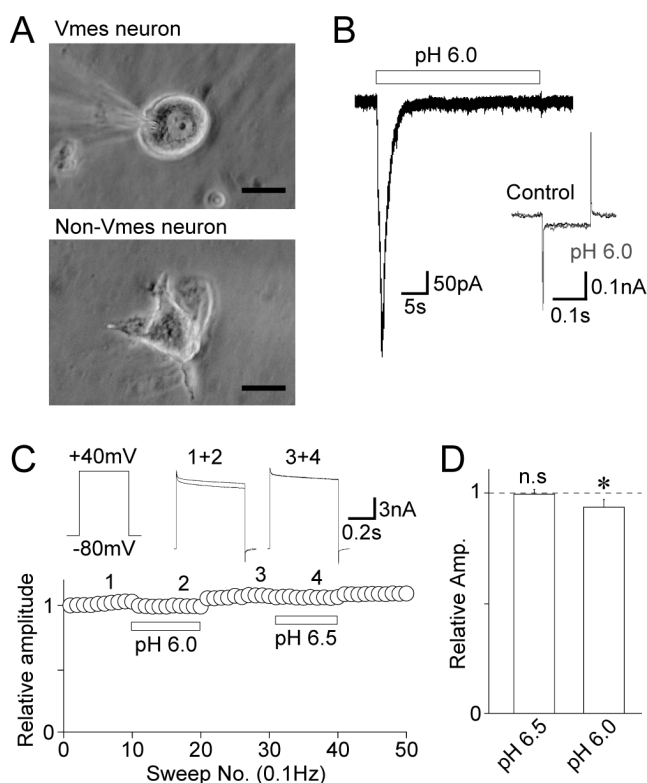 A
Vmes neuron
Non-Vmes neuron
B
pH 6.0
Control
pH 6.0
50pA
5s
0.1nA
0.1s
C
+40mV
-80mV
1+2
3+4
3nA
0.2s
Relative amplitude
1
0
1
2
3
4
pH 6.0
pH 6.5
0 10 20 30 40 50
Sweep No. (0.1Hz)
D
Relative Amp.
1
0
n.s
*
pH 6.5
pH 6.0